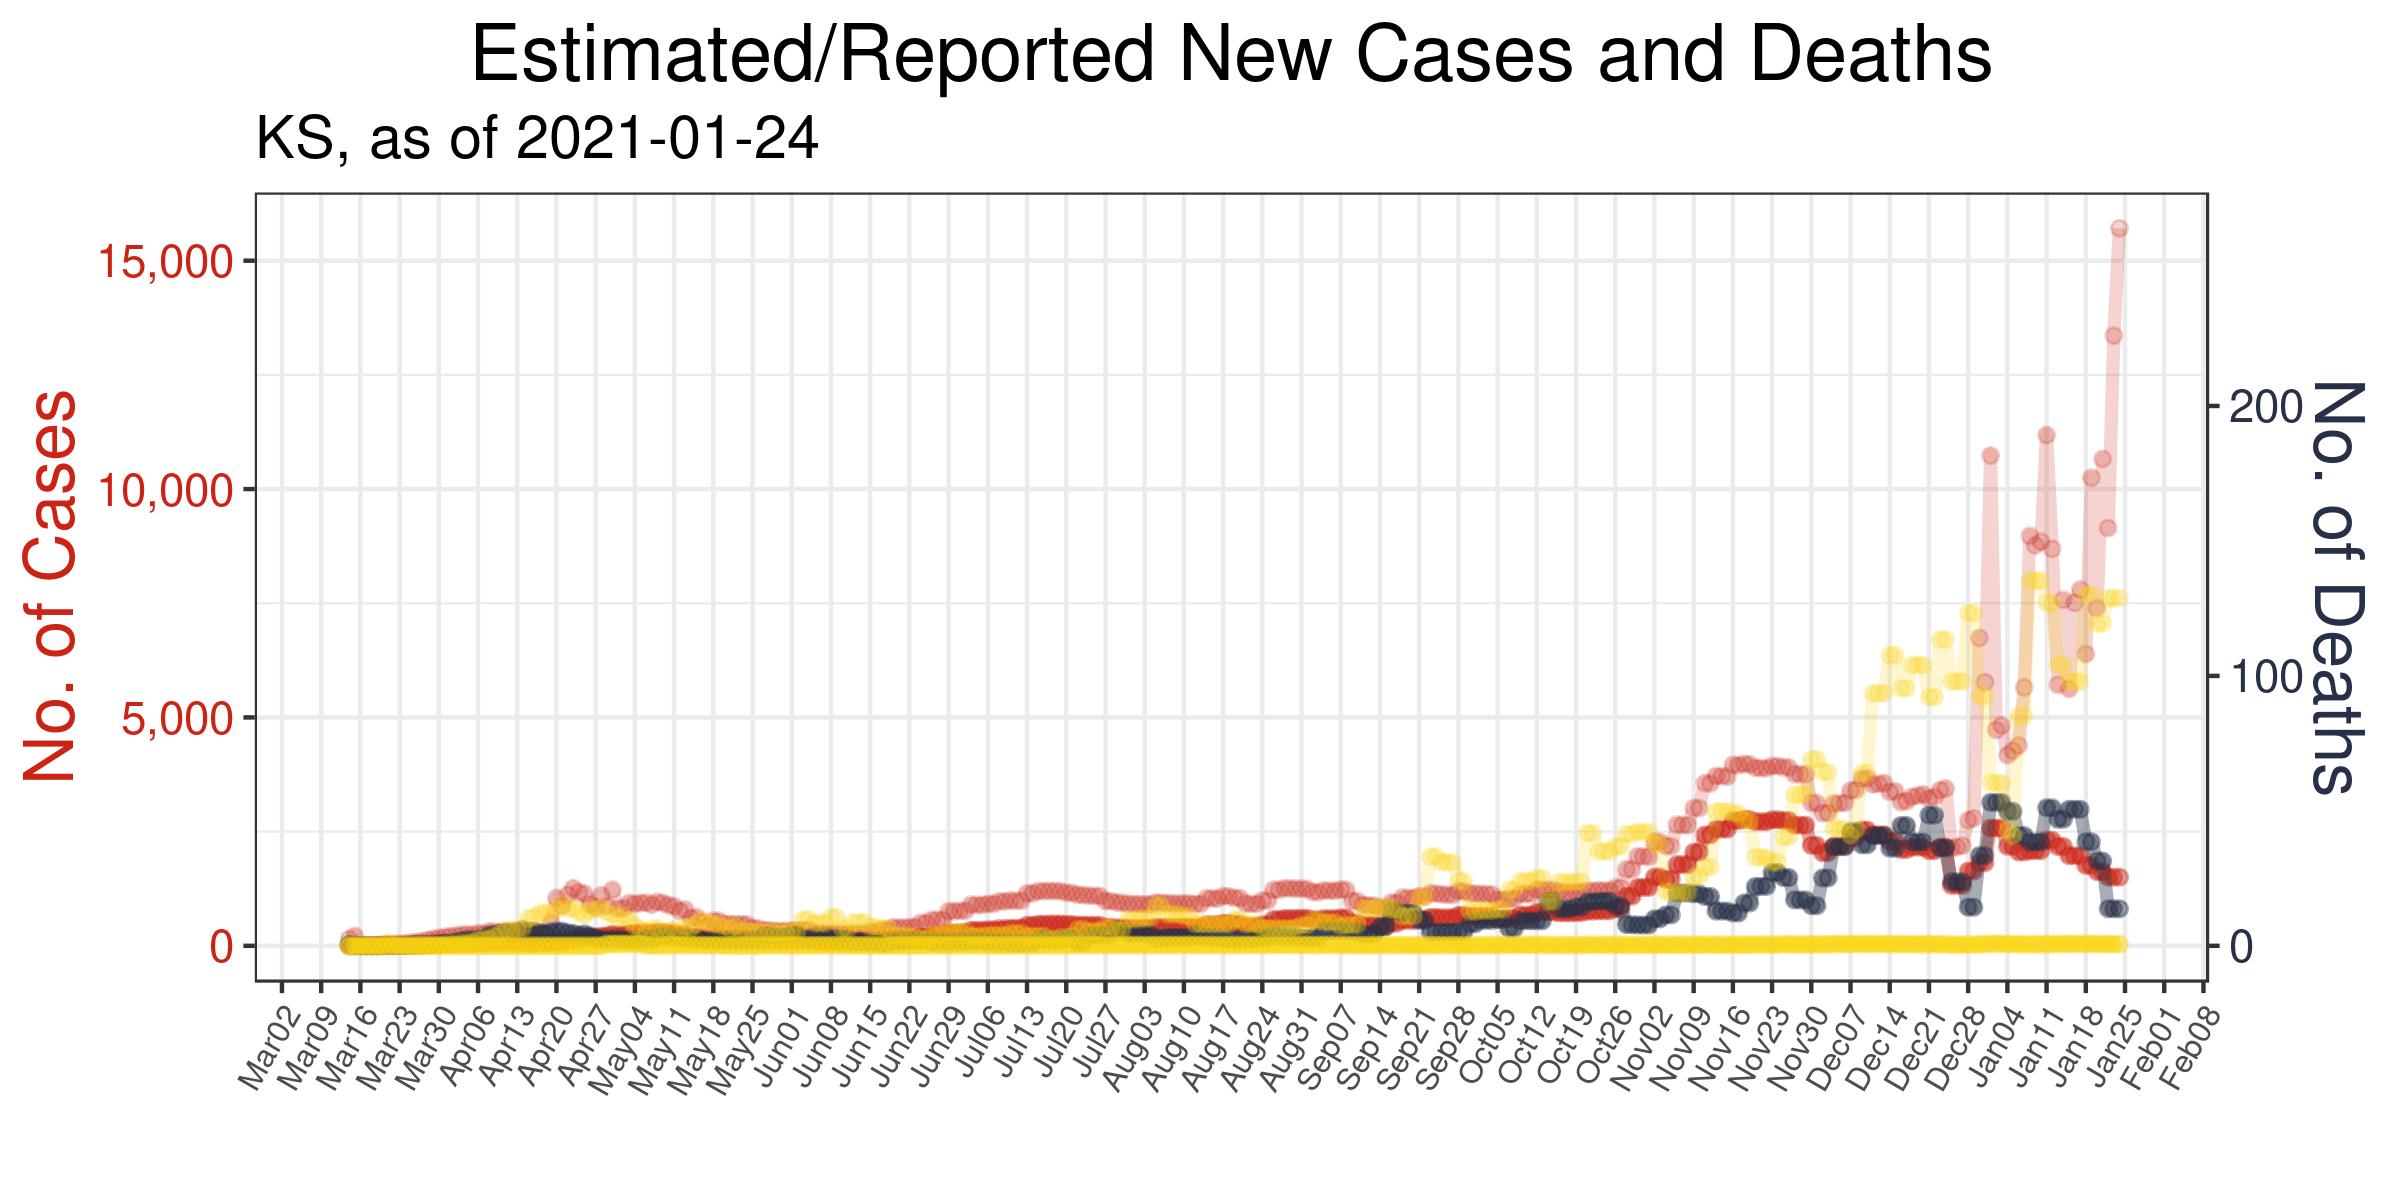 Estimated/Reported New Cases and Deaths
KS, as of 2021-01-24
No. of Cases
15,000
10,000
5,000
0
200
100
0
No. of Deaths
Mar02
Mar09
Mar16
Mar23
Mar30
Apr06
Apr13
Apr20
Apr27
May04
May11
May18
May25
Jun01
Jun08
Jun15
Jun22
Jun29
Jul06
Jul13
Jul20
Jul27
Aug03
Aug10
Aug17
Aug24
Aug31
Sep07
Sep14
Sep21
Sep28
Oct05
Oct12
Oct19
Oct26
Nov02
Nov09
Nov16
Nov23
Nov30
Dec07
Dec14
Dec21
Dec28
Jan04
Jan11
Jan18
Jan25
Feb01
Feb08